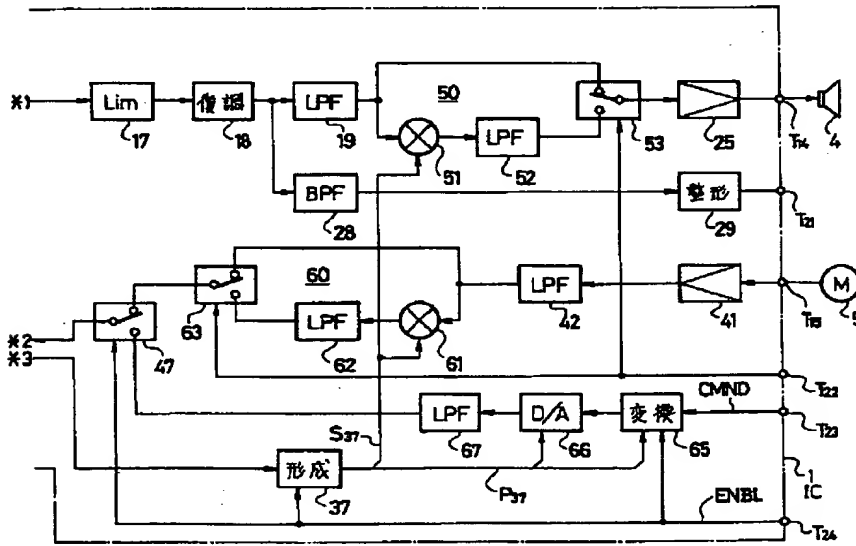 *1
Lim
17
復調
18
LPF
19
50
51
LPF
52
53
25
T14
4
BPF
28
整形
29
T21
60
63
LPF
62
61
LPF
42
41
T15
M
5
*2
*3
47
T22
CMND
T23
S37
LPF
67
D/A
66
変換
65
形成
37
P37
1
IC
ENBL
T24